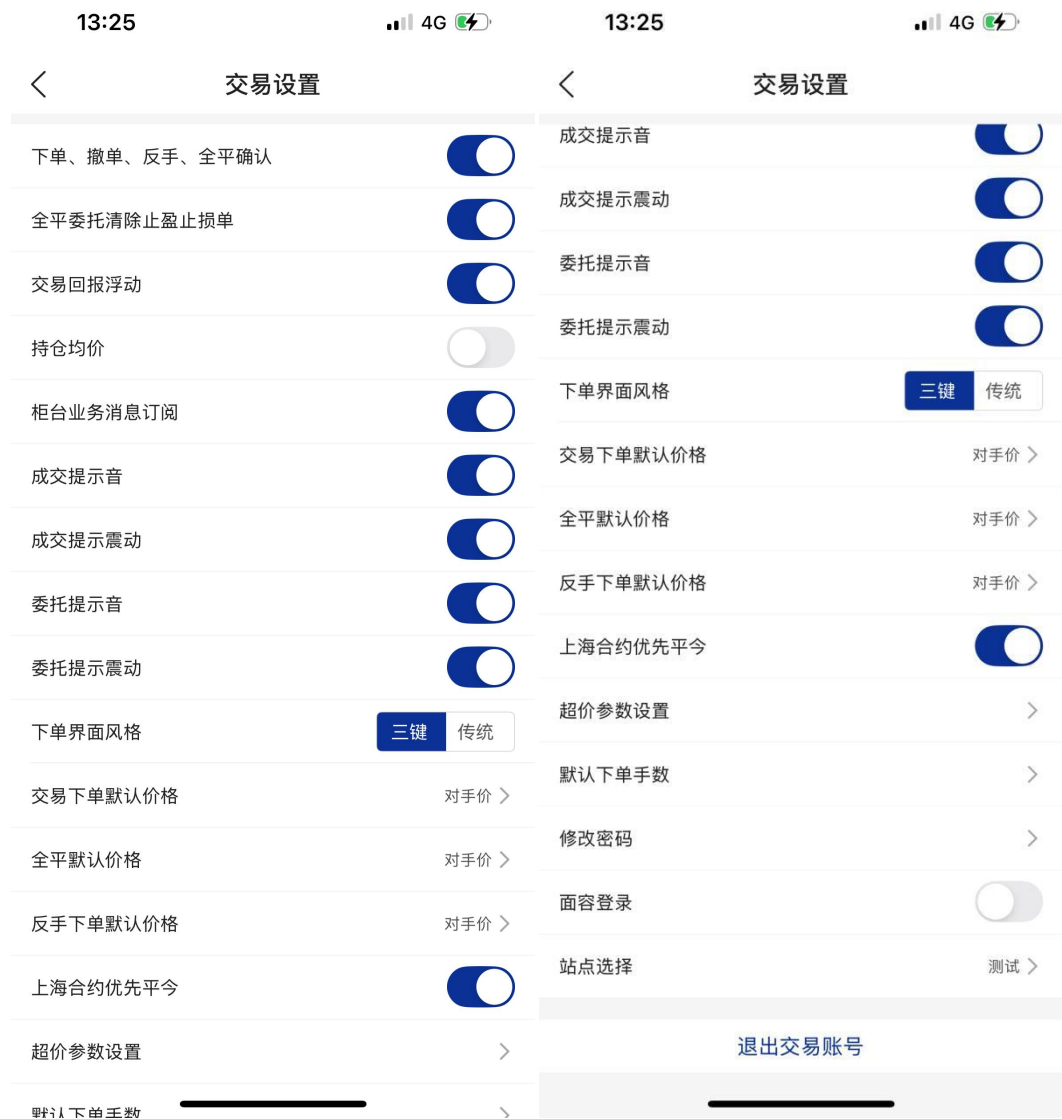 13:25
4G
交易设置
下单、撤单、反手、全平确认
全平委托清除止盈止损单
交易回报浮动
持仓均价
柜台业务消息订阅
成交提示音
成交提示震动
委托提示音
委托提示震动
下单界面风格 三键 传统
交易下单默认价格 对手价
全平默认价格 对手价
反手下单默认价格 对手价
上海合约优先平今
超价参数设置
默认下单手数
13:25
4G
交易设置
成交提示音
成交提示震动
委托提示音
委托提示震动
下单界面风格 三键 传统
交易下单默认价格 对手价
全平默认价格 对手价
反手下单默认价格 对手价
上海合约优先平今
超价参数设置
默认下单手数
修改密码
面容登录
站点选择 测试
退出交易账号